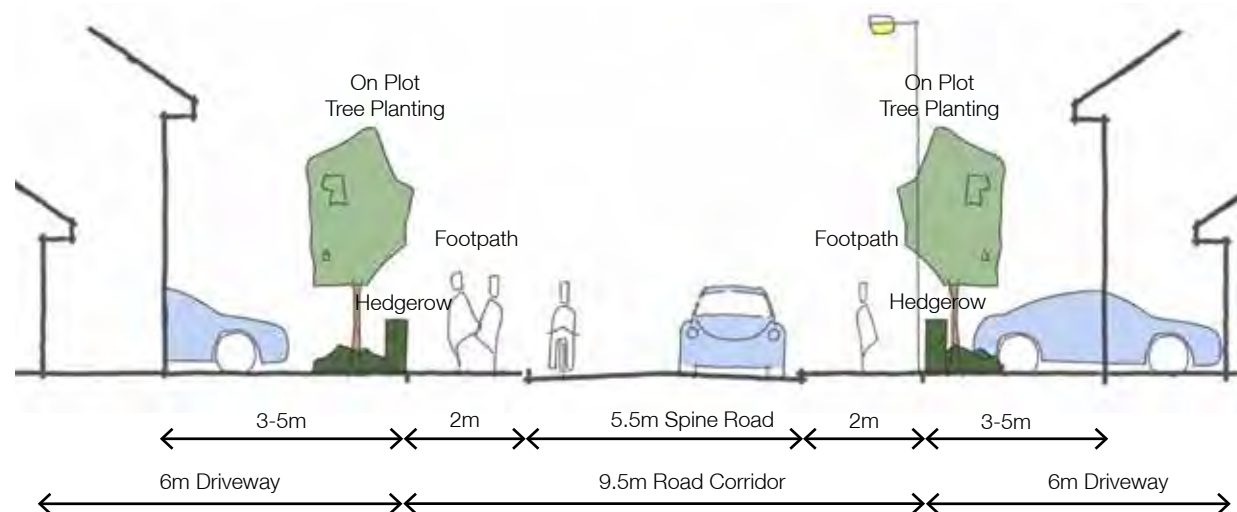 On Plot
Tree Planting
On Plot
Tree Planting
Footpath
Footpath
Hedgerow
Hedgerow
3-5m
2m
5.5m Spine Road
2m
3-5m
6m Driveway
9.5m Road Corridor
6m Driveway